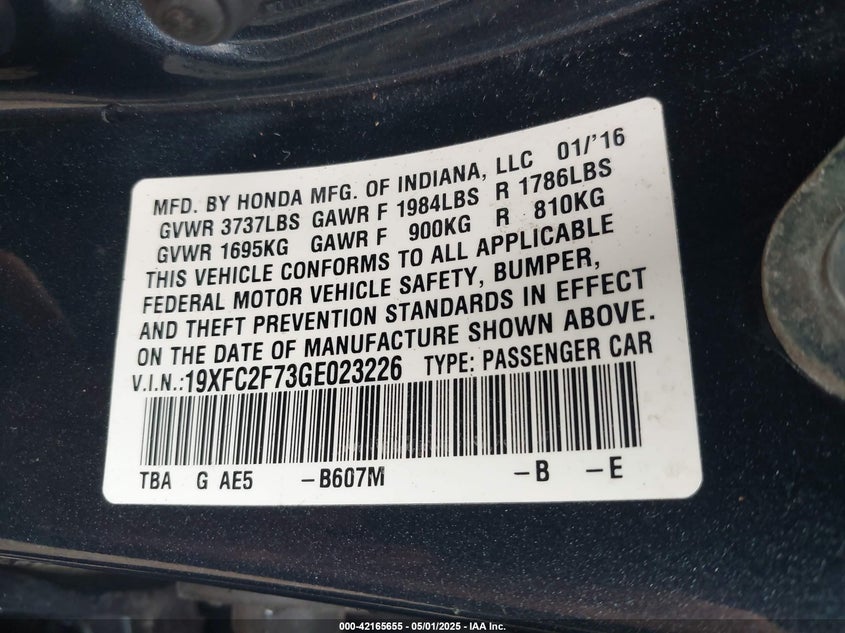 MFD. BY HONDA MFG. OF INDIANA, LLC 01/'16
GVWR 3737LBS GAWR F 1984LBS R 1786LBS
GVWR 1695KG GAWR F 900KG R 810KG
THIS VEHICLE CONFORMS TO ALL APPLICABLE
FEDERAL MOTOR VEHICLE SAFETY, BUMPER,
AND THEFT PREVENTION STANDARDS IN EFFECT
ON THE DATE OF MANUFACTURE SHOWN ABOVE.
V.I.N.:19XFC2F73GE023226 TYPE: PASSENGER CAR
TBA G AE5 -B607M -B -E
000-42165655 - 05/01/2025 - IAA Inc.